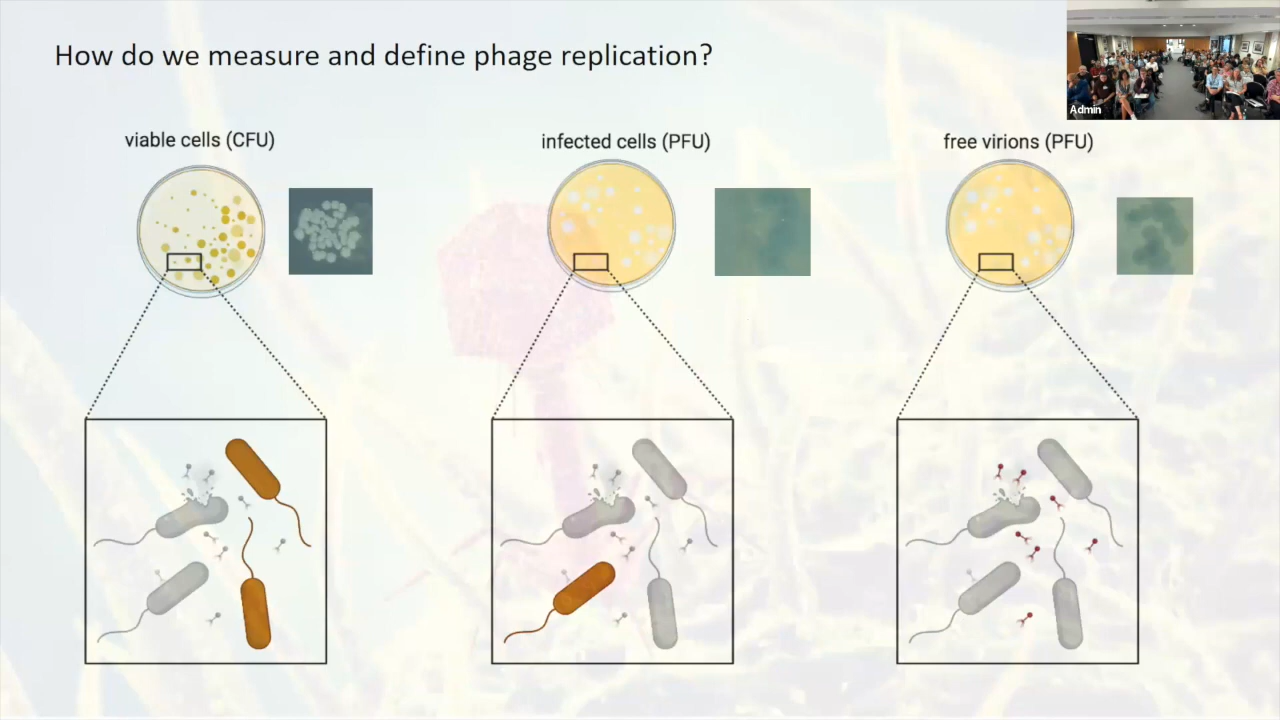 How do we measure and define phage replication?
Admin
viable cells (CFU)
infected cells (PFU)
free virions (PFU)